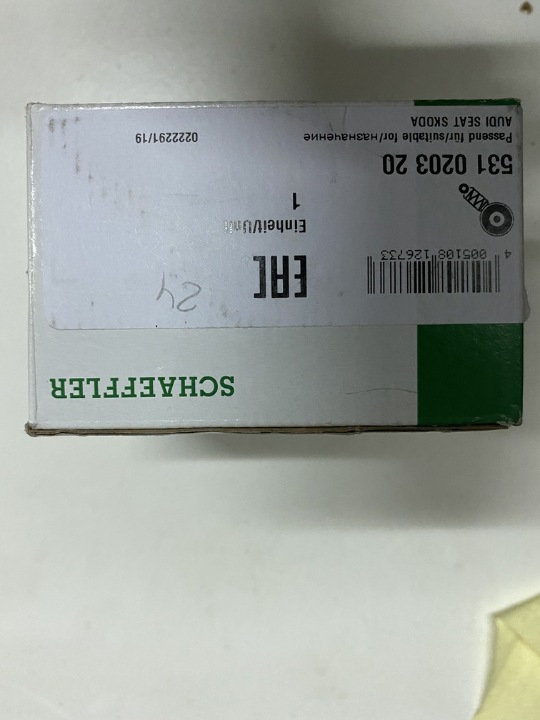 SCHAEFFLER
4 005108 126733
EAC
24
Einheit/Unit
1
531 0203 20
Passend für/suitable for/назначение
0222291/19
AUDI SEAT SKODA